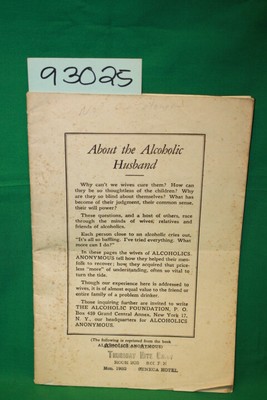 93025
About the Alcoholic
Husband
Why can't we wives cure them? How can
they be so thoughtless of the children? Why
are they so blind about themselves? What has
become of their judgment, their common sense,
their will power?
These questions, and a host of others, race
through the minds of wives, relatives and
friends of alcoholics.
Each person close to an alcoholic cries out,
"It's all so baffling. I've tried everything. What
more can I do?"
In these pages the wives of ALCOHOLICS
ANONYMOUS tell how they helped their men-
folk to recover; how they acquired that price-
less "more" of understanding, often so vital to
turn the tide.
Though our experience here is addressed to
wives, it is of almost equal value to the friend or
entire family of a problem drinker.
Those inquiring further are invited to write
THE ALCOHOLIC FOUNDATION, P. O.
Box 459 Grand Central Annex, New York 17,
N. Y., our headquarters for ALCOHOLICS
ANONYMOUS.
(The following is reprinted from the book
ALCOHOLICS ANONYMOUS)
SENECA HOTEL